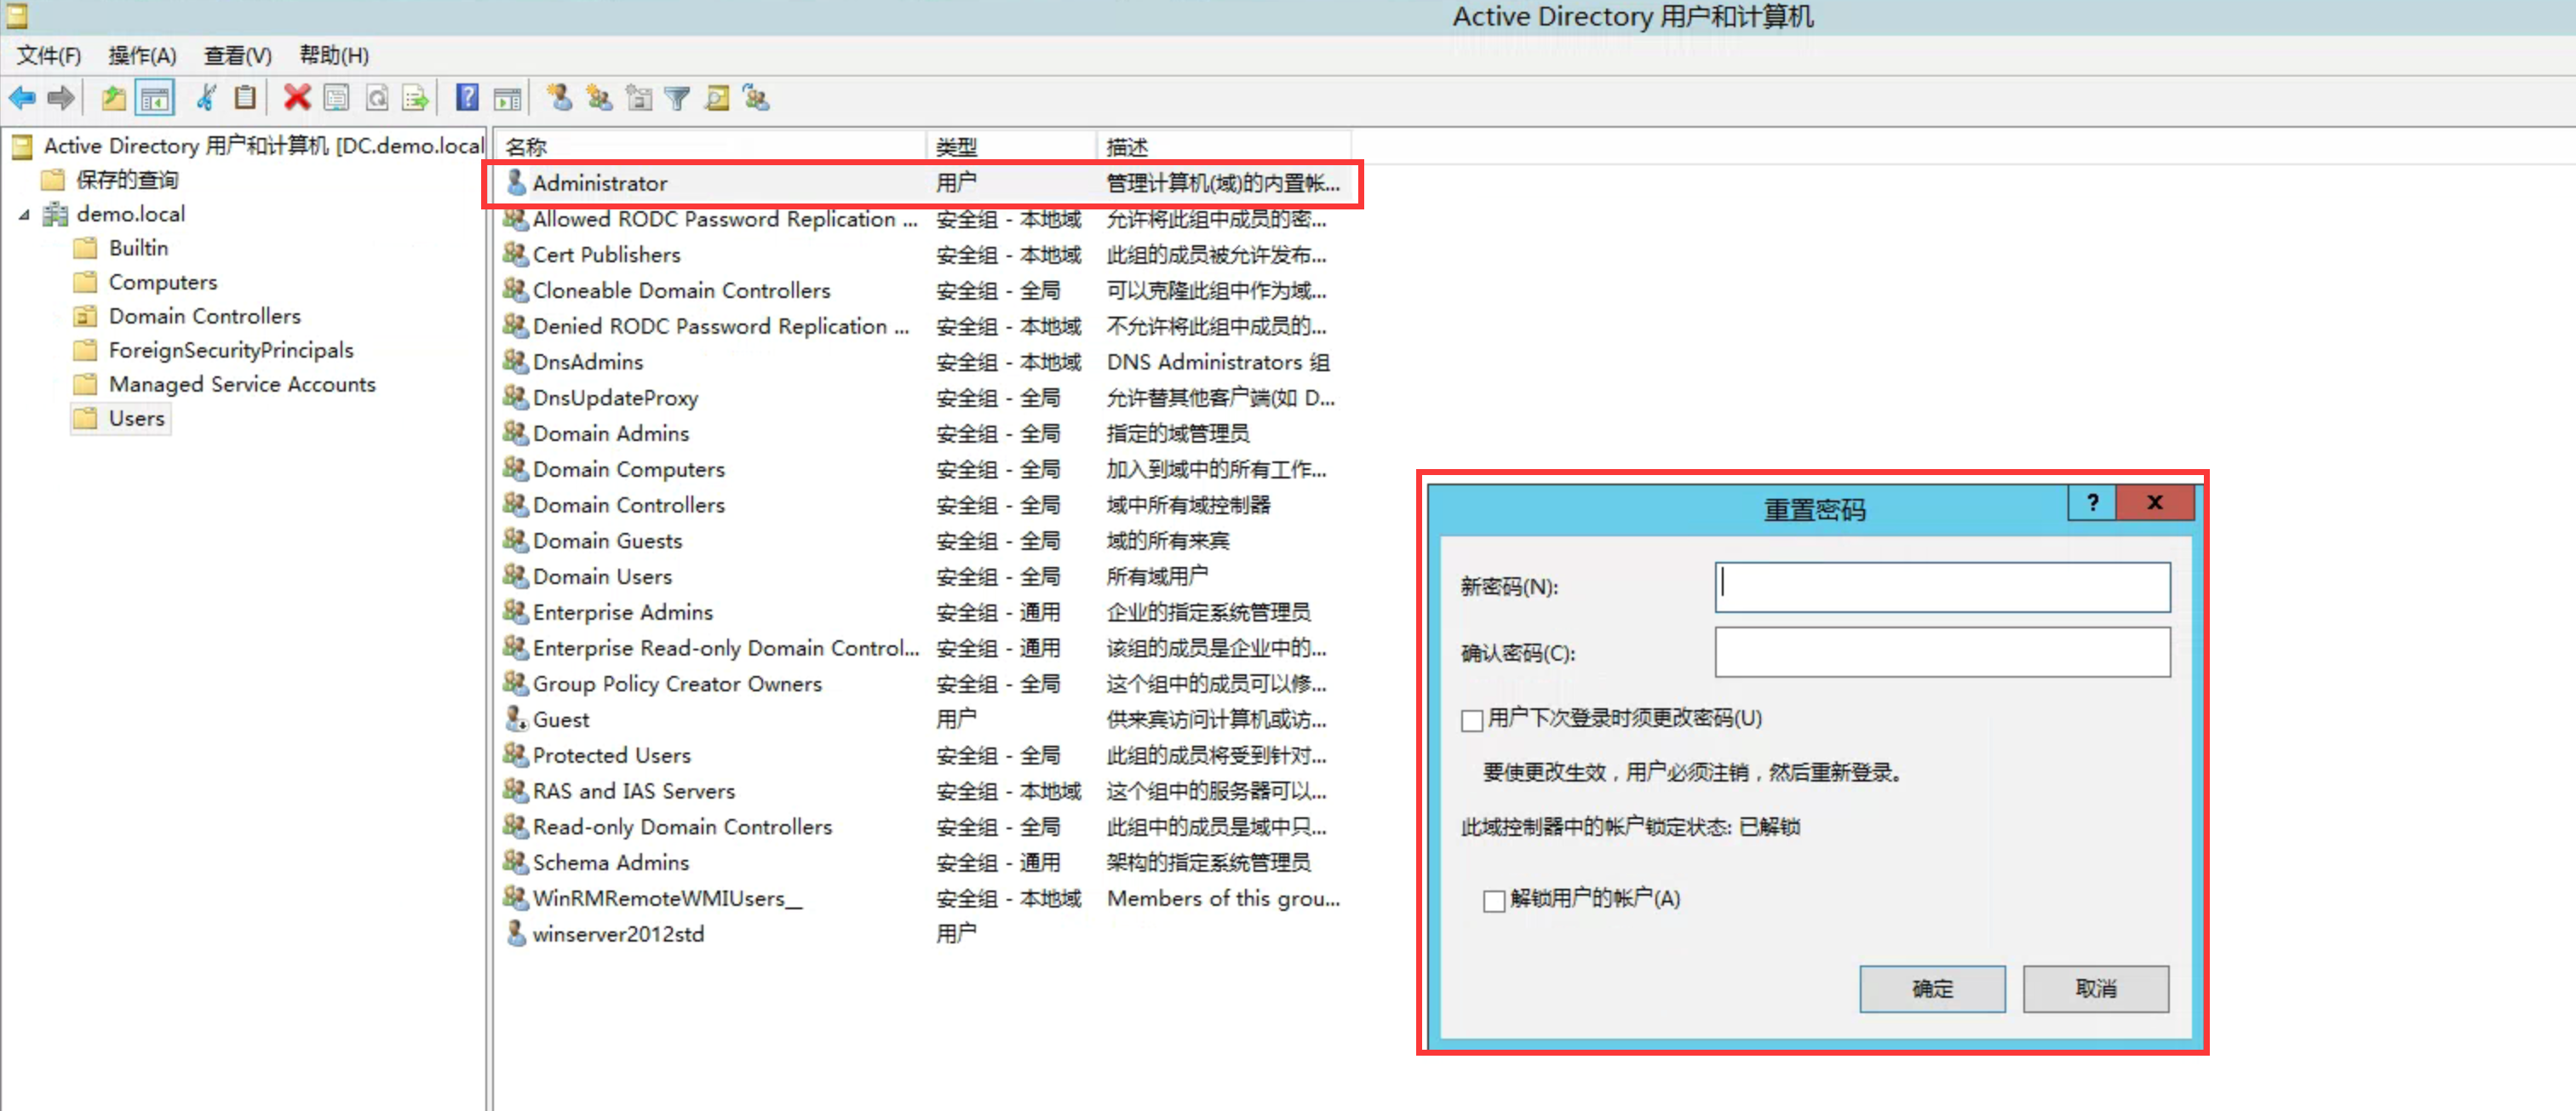 Active Directory 用户和计算机
文件(F) 操作(A) 查看(V) 帮助(H)
Active Directory 用户和计算机 [DC.demo.local
保存的查询
demo.local
Builtin
Computers
Domain Controllers
ForeignSecurityPrincipals
Managed Service Accounts
Users
名称 类型 描述
Administrator 用户 管理计算机(域)的内置帐...
Allowed RODC Password Replication ... 安全组 - 本地域 允许将此组中成员的密...
Cert Publishers 安全组 - 本地域 此组的成员被允许发布...
Cloneable Domain Controllers 安全组 - 全局 可以克隆此组中作为域...
Denied RODC Password Replication ... 安全组 - 本地域 不允许将此组中成员的...
DnsAdmins 安全组 - 本地域 DNS Administrators 组
DnsUpdateProxy 安全组 - 全局 允许替其他客户端(如 D...
Domain Admins 安全组 - 全局 指定的域管理员
Domain Computers 安全组 - 全局 加入到域中的所有工作...
Domain Controllers 安全组 - 全局 域中所有域控制器
Domain Guests 安全组 - 全局 域的所有来宾
Domain Users 安全组 - 全局 所有域用户
Enterprise Admins 安全组 - 通用 企业的指定系统管理员
Enterprise Read-only Domain Control... 安全组 - 通用 该组的成员是企业中的...
Group Policy Creator Owners 安全组 - 全局 这个组中的成员可以修...
Guest 用户 供来宾访问计算机或访...
Protected Users 安全组 - 全局 此组的成员将受到针对...
RAS and IAS Servers 安全组 - 本地域 这个组中的服务器可以...
Read-only Domain Controllers 安全组 - 全局 此组中的成员是域中只...
Schema Admins 安全组 - 通用 架构的指定系统管理员
WinRMRemoteWMIUsers__ 安全组 - 本地域 Members of this grou...
winserver2012std 用户
重置密码
? x
新密码(N):
确认密码(C):
用户下次登录时须更改密码(U)
要使更改生效，用户必须注销，然后重新登录。
此域控制器中的帐户锁定状态: 已解锁
解锁用户的帐户(A)
确定 取消